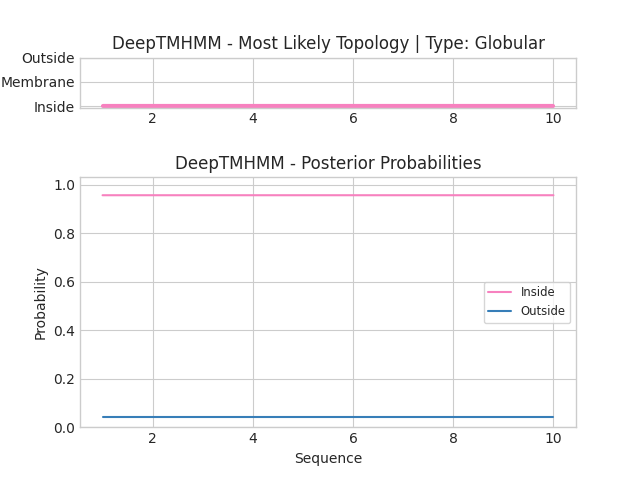 DeepTMHMM - Most Likely Topology | Type: Globular
Outside
Membrane
Inside
2 4 6 8 10
DeepTMHMM - Posterior Probabilities
1.0
0.8
0.6
0.4
0.2
0.0
Probability
Inside
Outside
2 4 6 8 10
Sequence